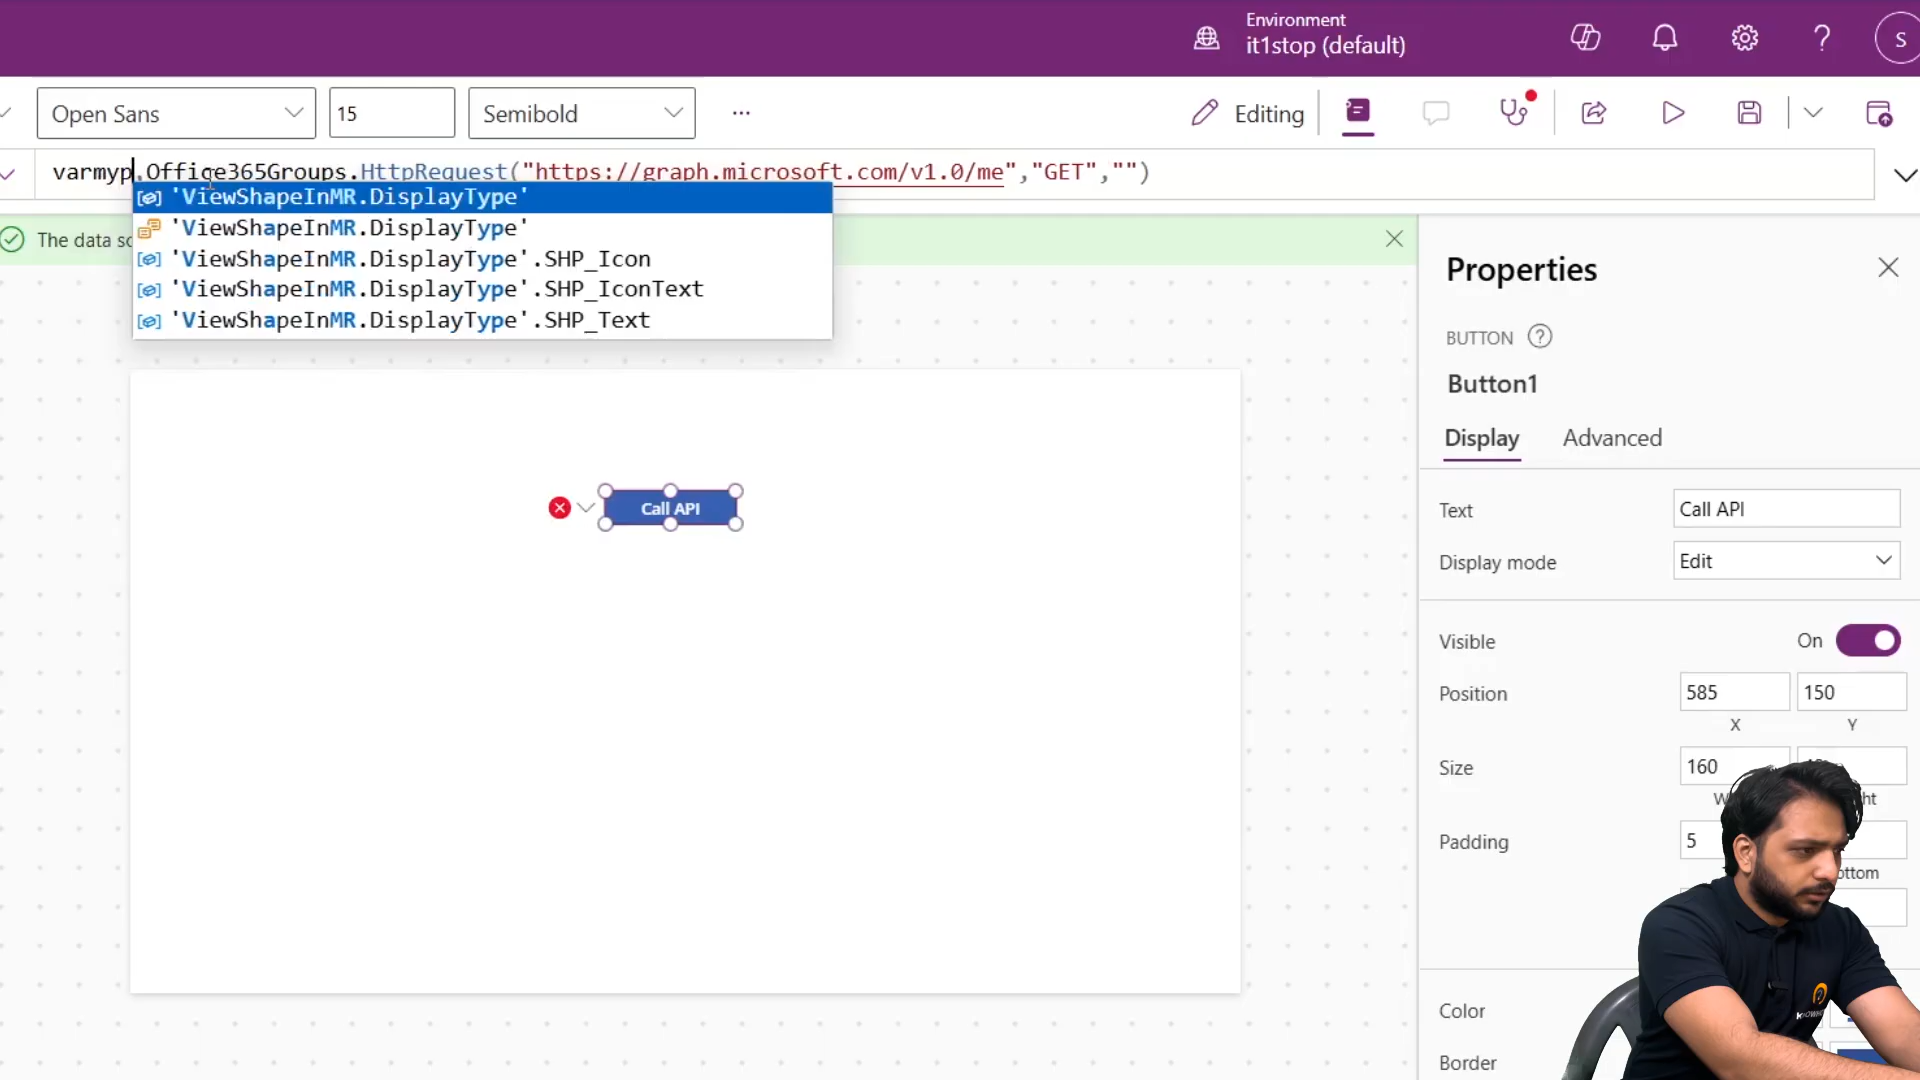 Environment
it1stop (default)
S
Open Sans
15
Semibold
...
Editing
varmyp,Office365Groups.HttpRequest("https://graph.microsoft.com/v1.0/me","GET","")
'ViewShapeInMR.DisplayType'
'ViewShapeInMR.DisplayType'
'ViewShapeInMR.DisplayType'.SHP_Icon
'ViewShapeInMR.DisplayType'.SHP_IconText
'ViewShapeInMR.DisplayType'.SHP_Text
The data
Call API
Properties
BUTTON
Button1
Display Advanced
Text Call API
Display mode Edit
Visible On
Position 585 150
X Y
Size 160
Padding 5
Color
Border